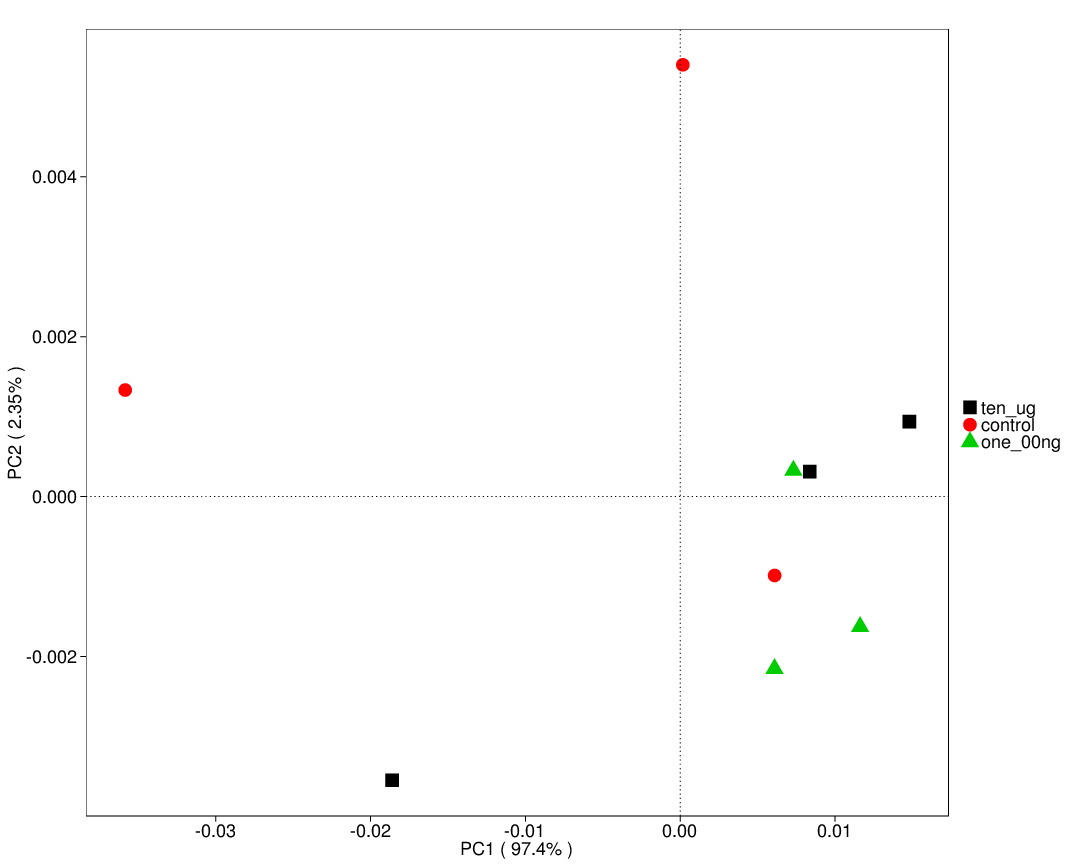 0.004
0.002
0.000
-0.002
PC2 ( 2.35% )
-0.03
-0.02
-0.01
0.00
0.01
PC1 ( 97.4% )
ten_ug
control
one_00ng